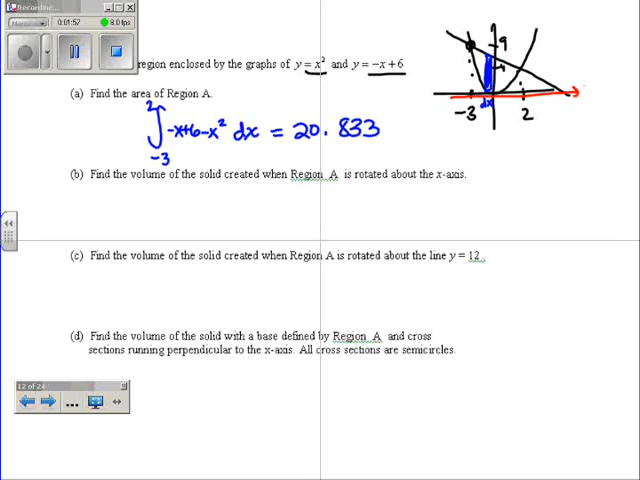 Recording...
01:57
8.0 fps
Manual
region enclosed by the graphs of y = x² and y = −x + 6
9
4
dx
−3
2
(a) Find the area of Region A.
2
∫ -x+6-x² dx = 20.833
−3
(b) Find the volume of the solid created when Region A is rotated about the x-axis.
(c) Find the volume of the solid created when Region A is rotated about the line y = 12.
(d) Find the volume of the solid with a base defined by Region A and cross
sections running perpendicular to the x-axis. All cross sections are semicircles.
12 of 24
...